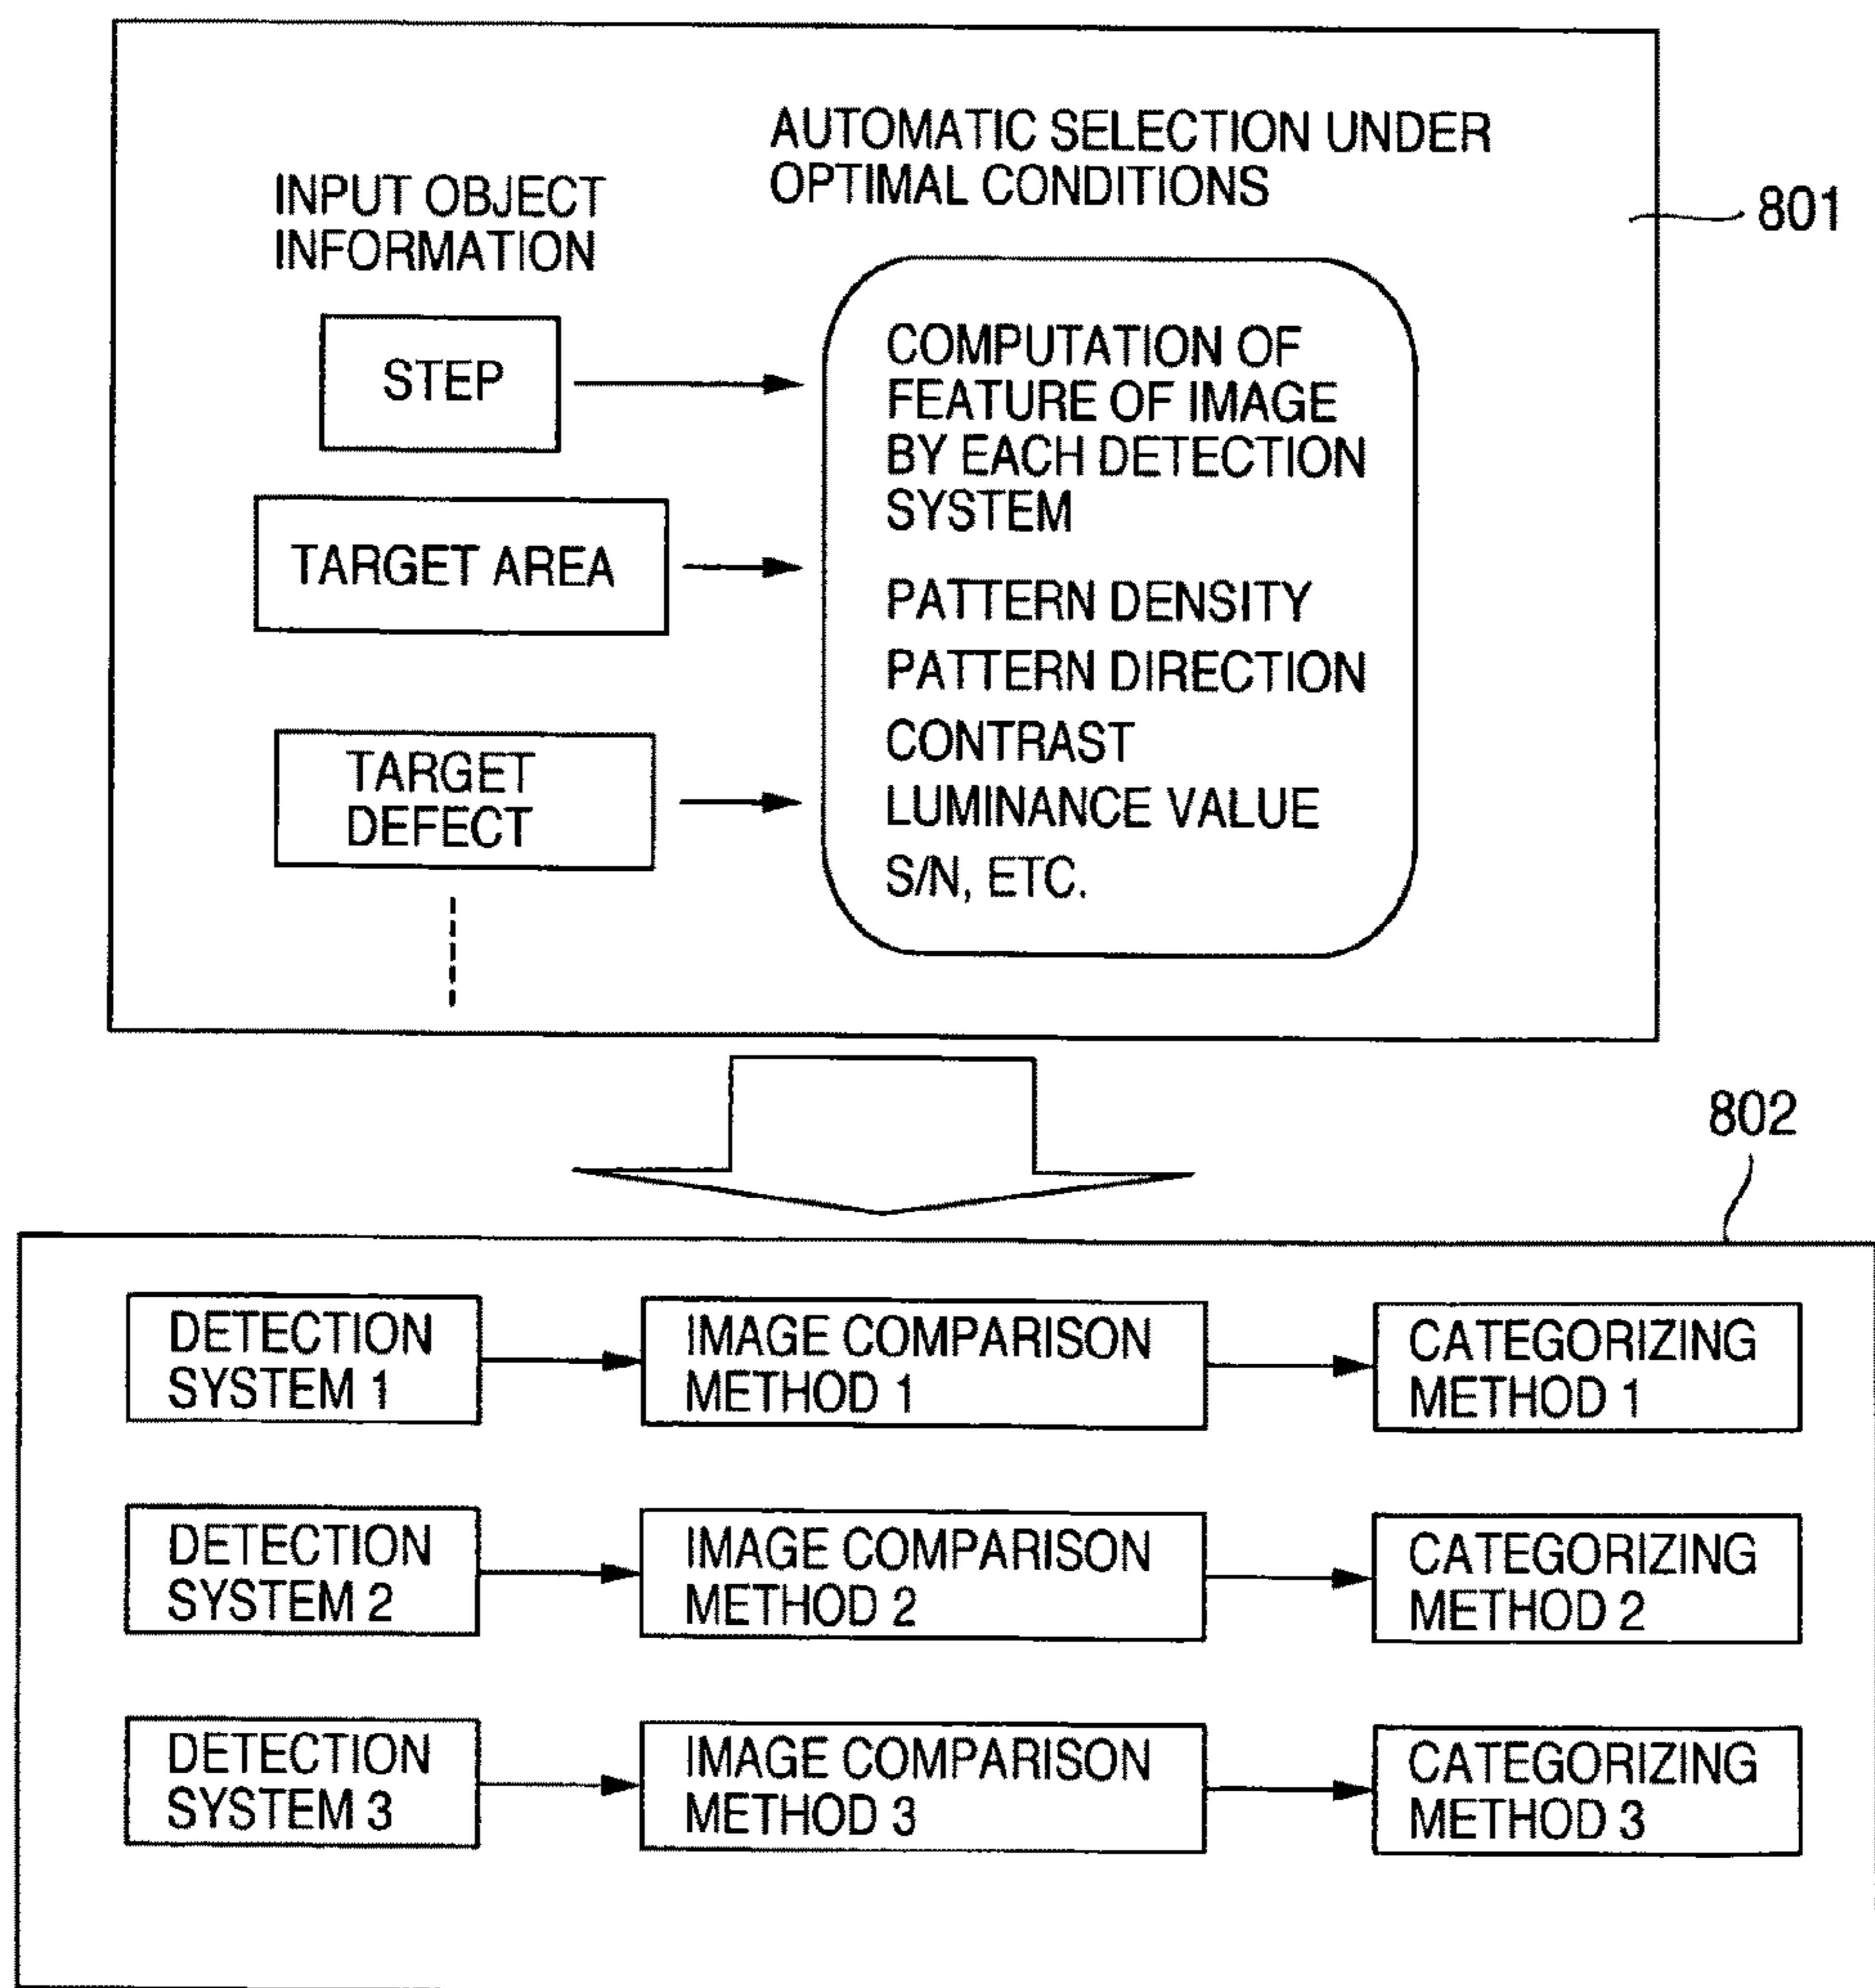 AUTOMATIC SELECTION UNDER
OPTIMAL CONDITIONS
INPUT OBJECT
INFORMATION
801
STEP
TARGET AREA
TARGET
DEFECT
COMPUTATION OF
FEATURE OF IMAGE
BY EACH DETECTION
SYSTEM
PATTERN DENSITY
PATTERN DIRECTION
CONTRAST
LUMINANCE VALUE
S/N, ETC.
802
DETECTION
SYSTEM 1
IMAGE COMPARISON
METHOD 1
CATEGORIZING
METHOD 1
DETECTION
SYSTEM 2
IMAGE COMPARISON
METHOD 2
CATEGORIZING
METHOD 2
DETECTION
SYSTEM 3
IMAGE COMPARISON
METHOD 3
CATEGORIZING
METHOD 3